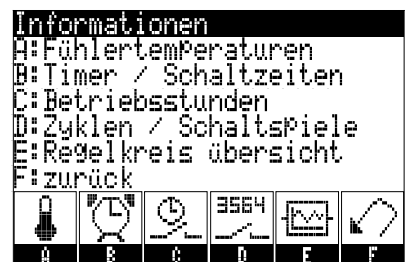 Informationen
A:Fühlertemperaturen
B:Timer / Schaltzeiten
C:Betriebsstunden
D:Zyklen / Schaltspiele
E:Regelkreis übersicht
F:zurück
3564
A B C D E F